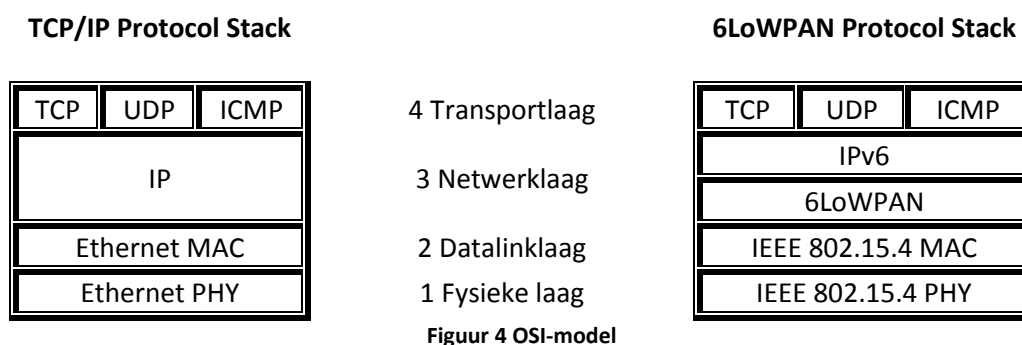 TCP/IP Protocol Stack
6LoWPAN Protocol Stack
TCP UDP ICMP
4 Transportlaag
TCP UDP ICMP
IP
3 Netwerklaag
IPv6
6LoWPAN
Ethernet MAC
2 Datalinklaag
IEEE 802.15.4 MAC
Ethernet PHY
1 Fysieke laag
IEEE 802.15.4 PHY
Figuur 4 OSI-model